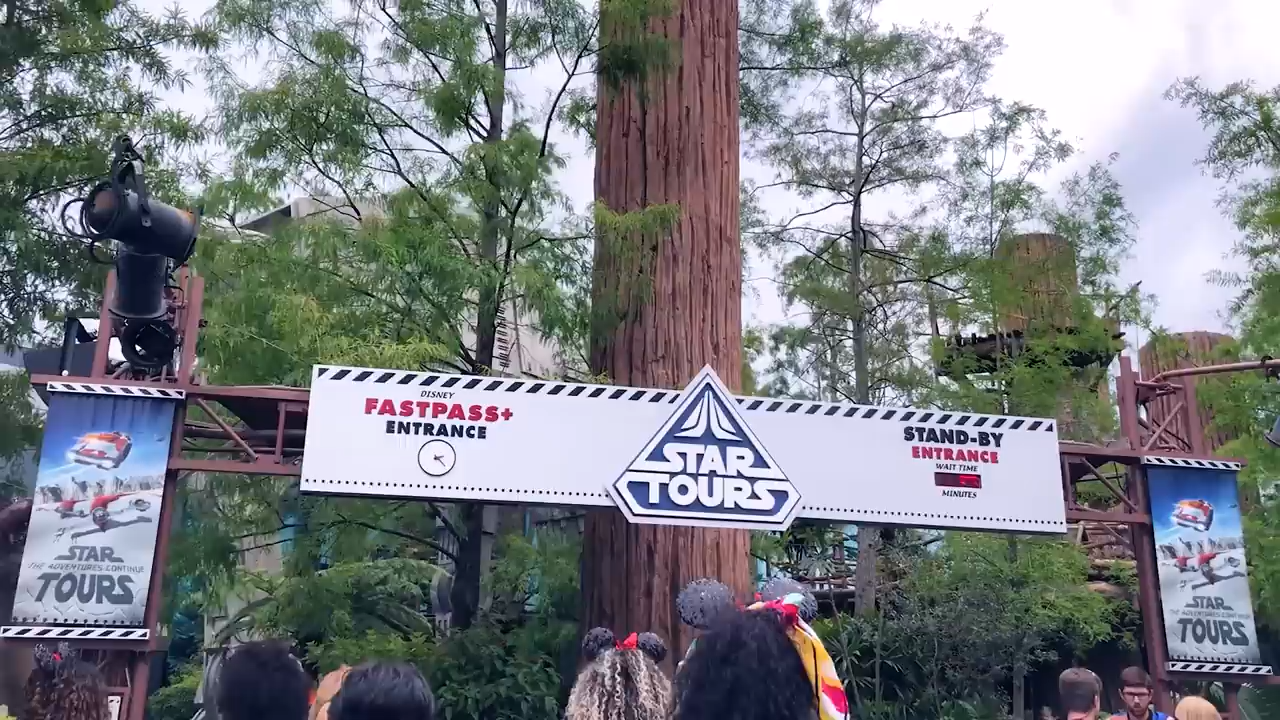 DISNEY
FASTPASS+
ENTRANCE
STAR
TOURS
STAND-BY
ENTRANCE
WAIT TIME
MINUTES
STAR
THE ADVENTURES CONTINUE
TOURS
STAR
THE ADVENTURES CONTINUE
TOURS